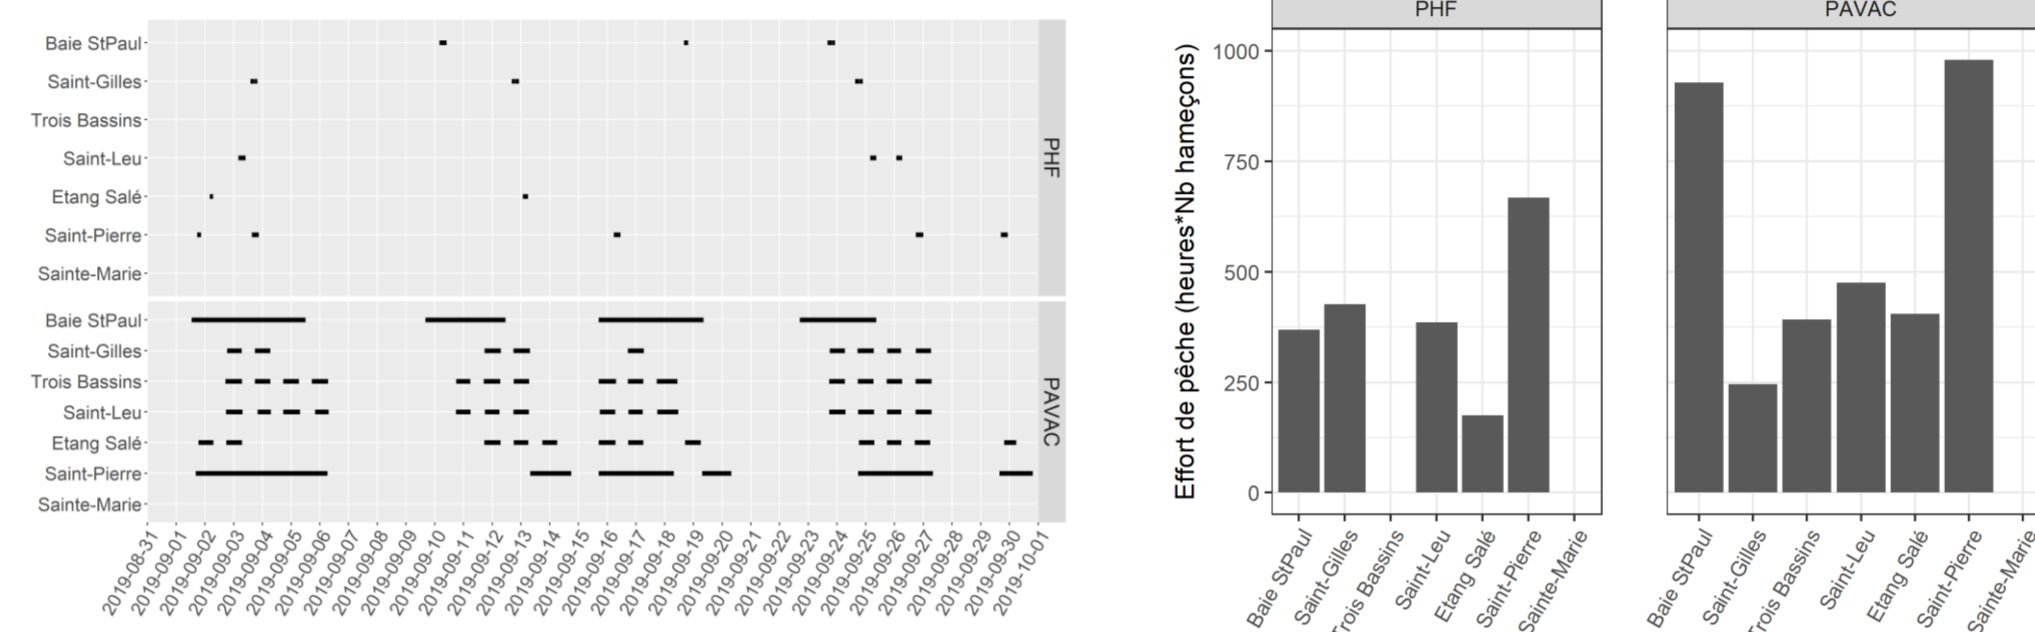 Baie StPaul
Saint-Gilles
Trois Bassins
Saint-Leu
Etang Salé
Saint-Pierre
Sainte-Marie
PHF
Baie StPaul
Saint-Gilles
Trois Bassins
Saint-Leu
Etang Salé
Saint-Pierre
Sainte-Marie
PAVAC
2019-08-31
2019-09-01
2019-09-02
2019-09-03
2019-09-04
2019-09-05
2019-09-06
2019-09-07
2019-09-08
2019-09-09
2019-09-10
2019-09-11
2019-09-12
2019-09-13
2019-09-14
2019-09-15
2019-09-16
2019-09-17
2019-09-18
2019-09-19
2019-09-20
2019-09-21
2019-09-22
2019-09-23
2019-09-24
2019-09-25
2019-09-26
2019-09-27
2019-09-28
2019-09-29
2019-09-30
2019-10-01
Effort de pêche (heures*Nb hameçons)
1000
750
500
250
0
PHF
Baie StPaul
Saint-Gilles
Trois Bassins
Saint-Leu
Etang Salé
Saint-Pierre
Sainte-Marie
PAVAC
Baie StPaul
Saint-Gilles
Trois Bassins
Saint-Leu
Etang Salé
Saint-Pierre
Sainte-Marie